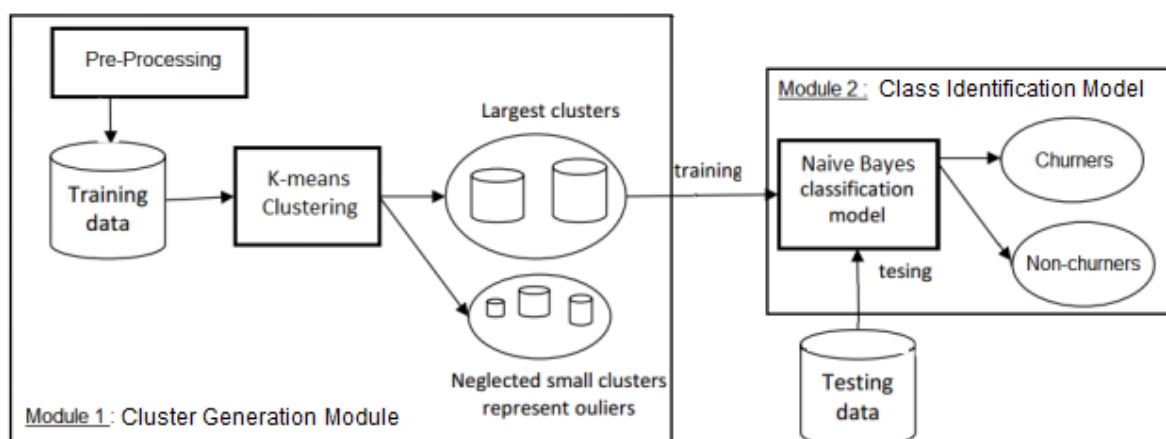 Pre-Processing
Training
data
K-means
Clustering
Largest clusters
Neglected small clusters
represent ouliers
Module 1 : Cluster Generation Module
training
Module 2 : Class Identification Model
Naive Bayes
classification
model
Churners
Non-churners
tesing
Testing
data